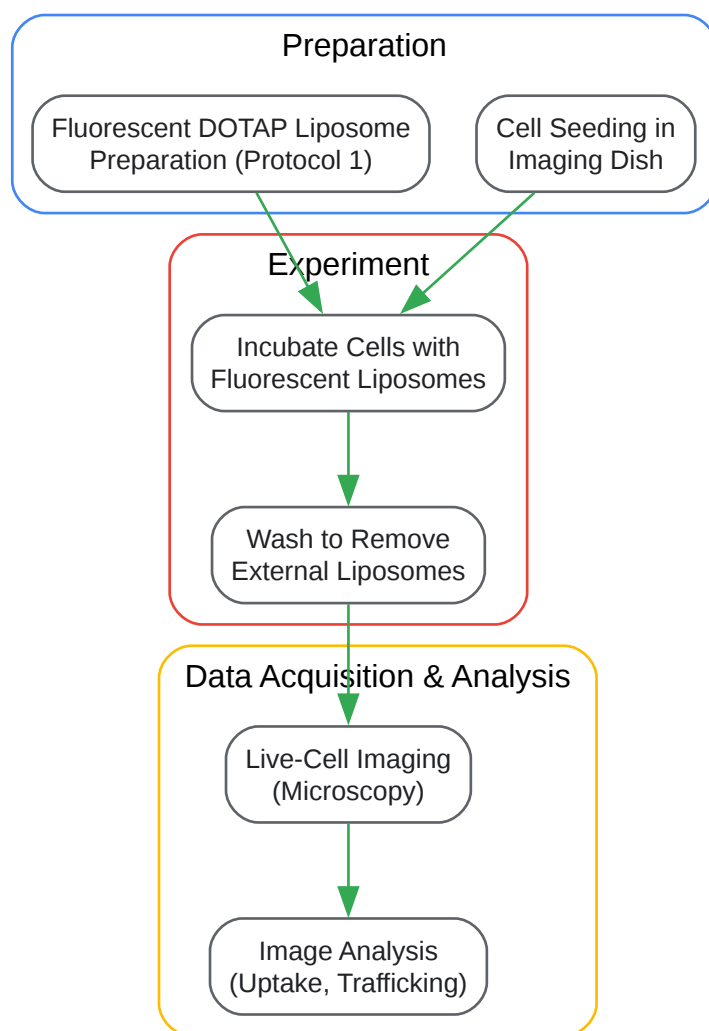 Preparation
Fluorescent DOTAP Liposome
Preparation (Protocol 1)
Cell Seeding in
Imaging Dish
Experiment
Incubate Cells with
Fluorescent Liposomes
Wash to Remove
External Liposomes
Data Acquisition & Analysis
Live-Cell Imaging
(Microscopy)
Image Analysis
(Uptake, Trafficking)